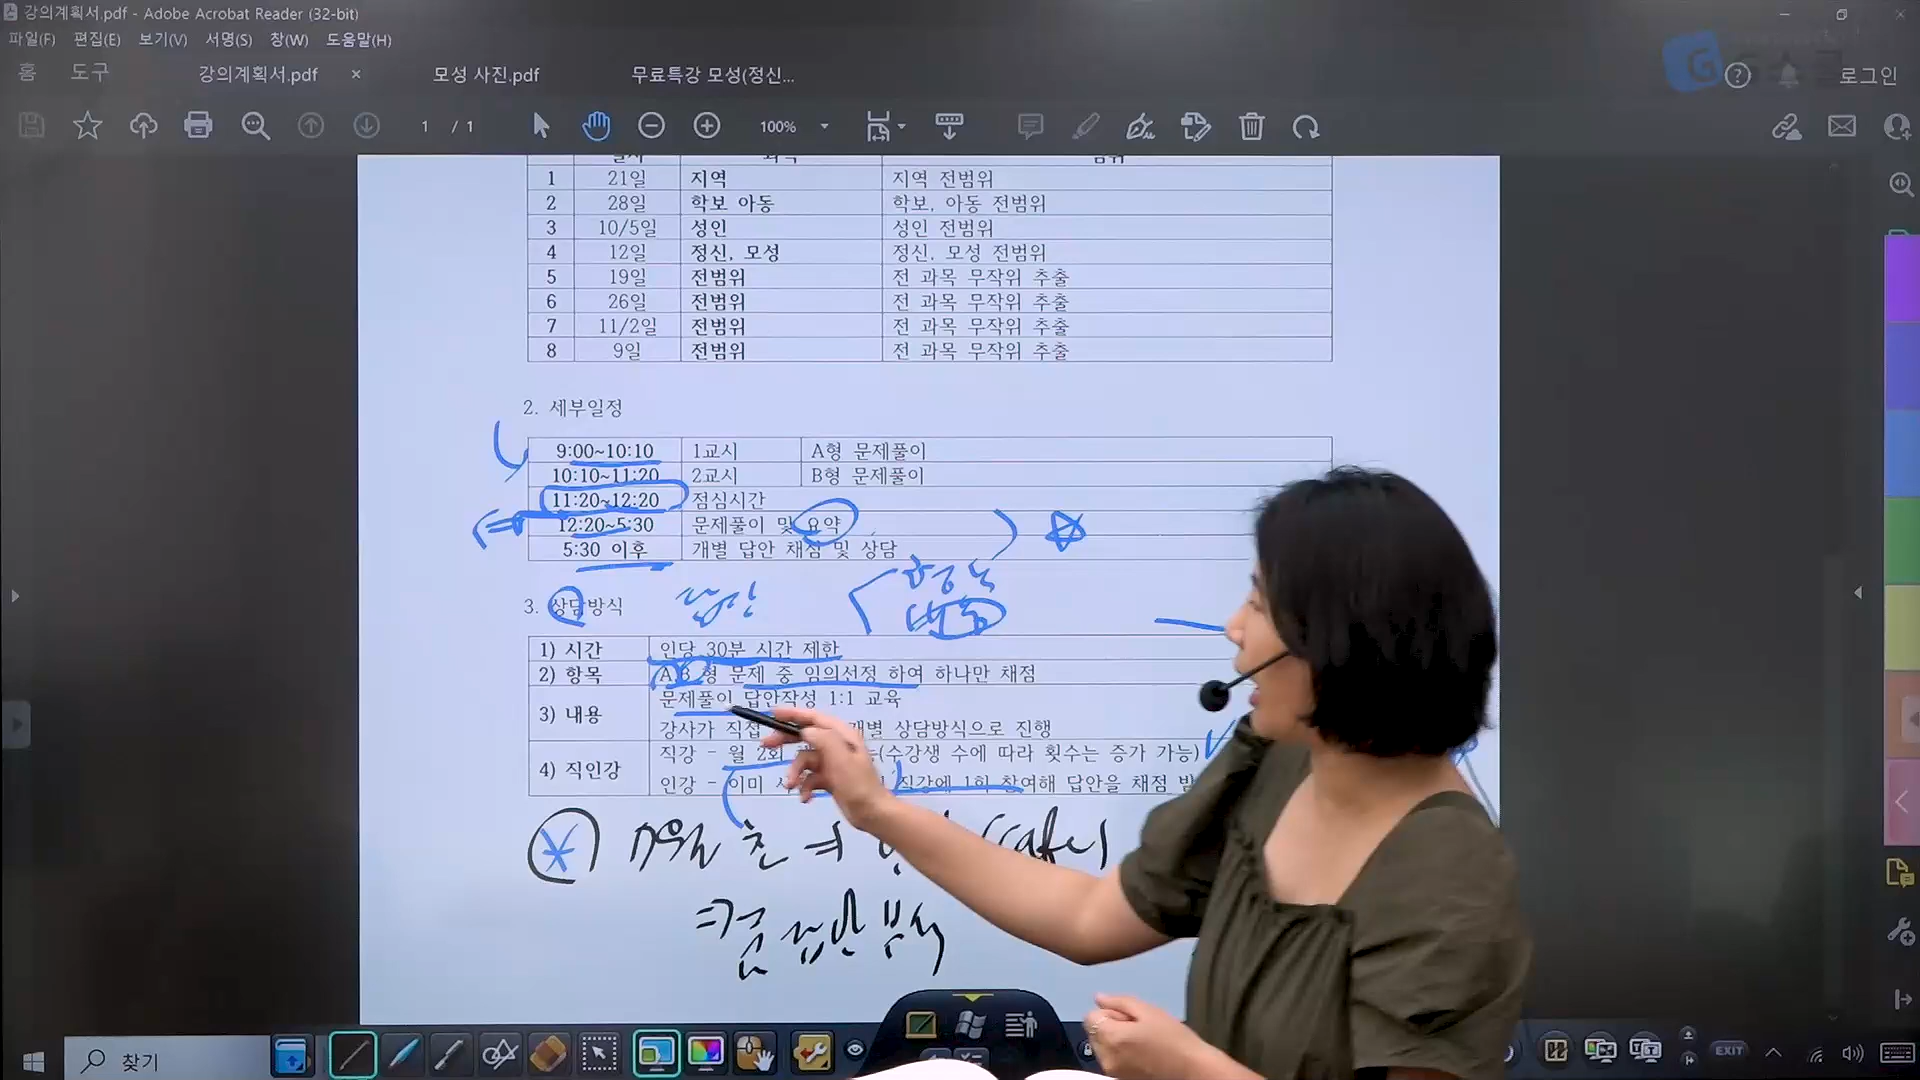 강의계획서.pdf - Adobe Acrobat Reader (32-bit)
파일(F) 편집(E) 보기(V) 서명(S) 창(W) 도움말(H)
홈 도구 강의계획서.pdf × 모성 사진.pdf 무료특강 모성(정신... 로그인
1 / 1 100%
1 21일 지역 지역 전범위
2 28일 학보 아동 학보, 아동 전범위
3 10/5일 성인 성인 전범위
4 12일 정신, 모성 정신, 모성 전범위
5 19일 전범위 전 과목 무작위 추출
6 26일 전범위 전 과목 무작위 추출
7 11/2일 전범위 전 과목 무작위 추출
8 9일 전범위 전 과목 무작위 추출
2. 세부일정
9:00~10:10 1교시 A형 문제풀이
10:10~11:20 2교시 B형 문제풀이
11:20~12:20 점심시간
12:20~5:30 문제풀이 및 요약
5:30 이후 개별 답안 채점 및 상담
3. 상담방식 답안
1) 시간 인당 30분 시간 제한
2) 항목 A,B 형 문제 중 임의선정 하여 하나만 채점
3) 내용 문제풀이 답안작성 1:1 교육
강사가 직접 개별 상담방식으로 진행
4) 직인강 직강 - 월 2회 (수강생 수에 따라 횟수는 증가 가능)
인강 - 이미 직강에 1회 참여해 답안을 채점
답안 분석
찾기
EXIT